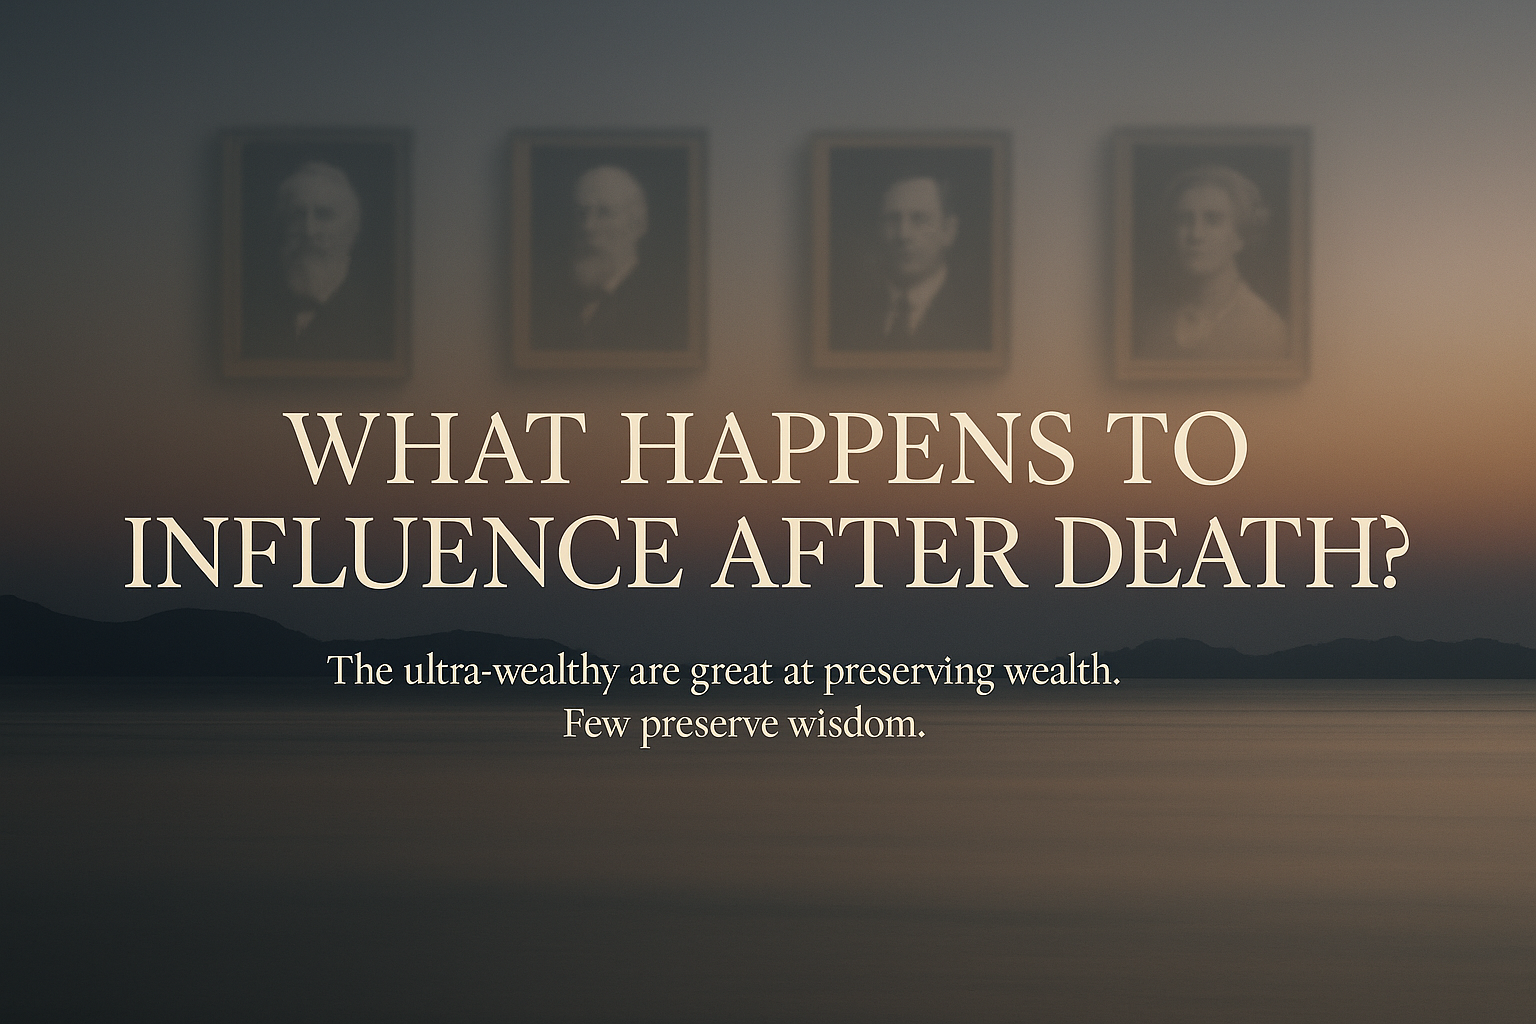 WHAT HAPPENS TO
INFLUENCE AFTER DEATH?
The ultra-wealthy are great at preserving wealth.
Few preserve wisdom.